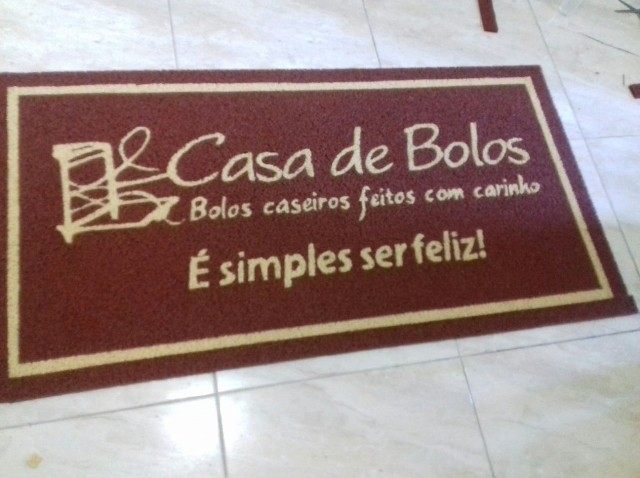 Casa de Bolos
Bolos caseiros feitos com carinho
É simples ser feliz!